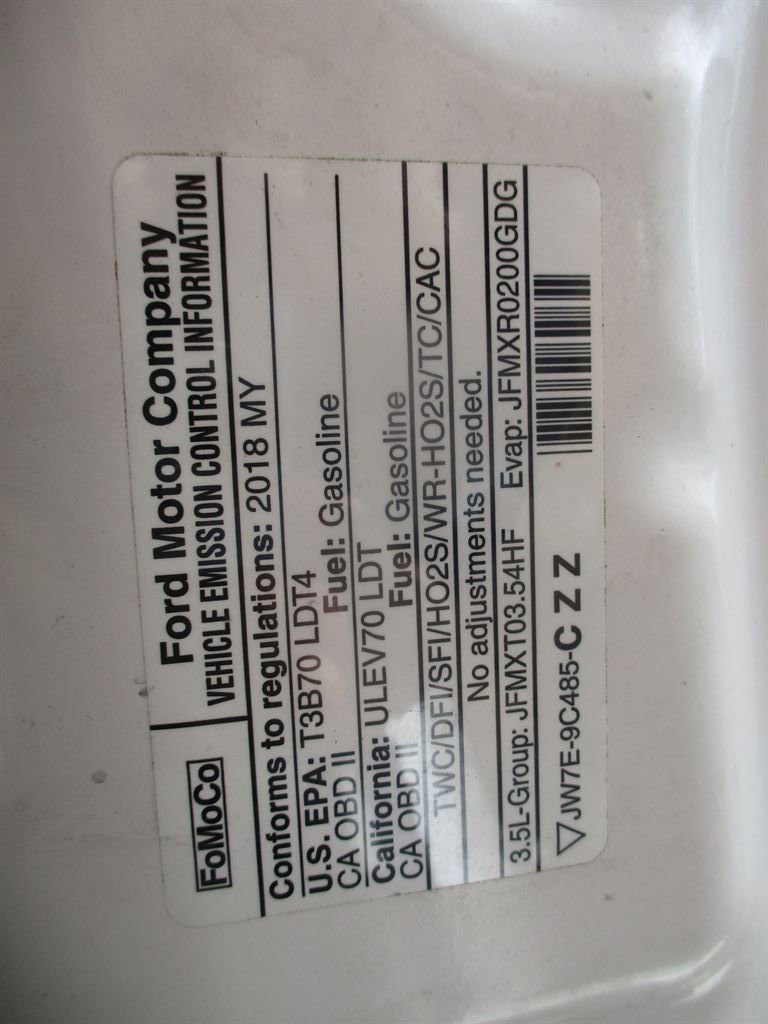 FoMoCo
Ford Motor Company
VEHICLE EMISSION CONTROL INFORMATION
Conforms to regulations: 2018 MY
U.S. EPA: T3B70 LDT4
CA OBD II Fuel: Gasoline
California: ULEV70 LDT
CA OBD II Fuel: Gasoline
TWC/DFI/SFI/HO2S/WR-HO2S/TC/CAC
No adjustments needed.
3.5L-Group: JFMXT03.54HF Evap: JFMXR0200GDG
JW7E-9C485-C Z Z